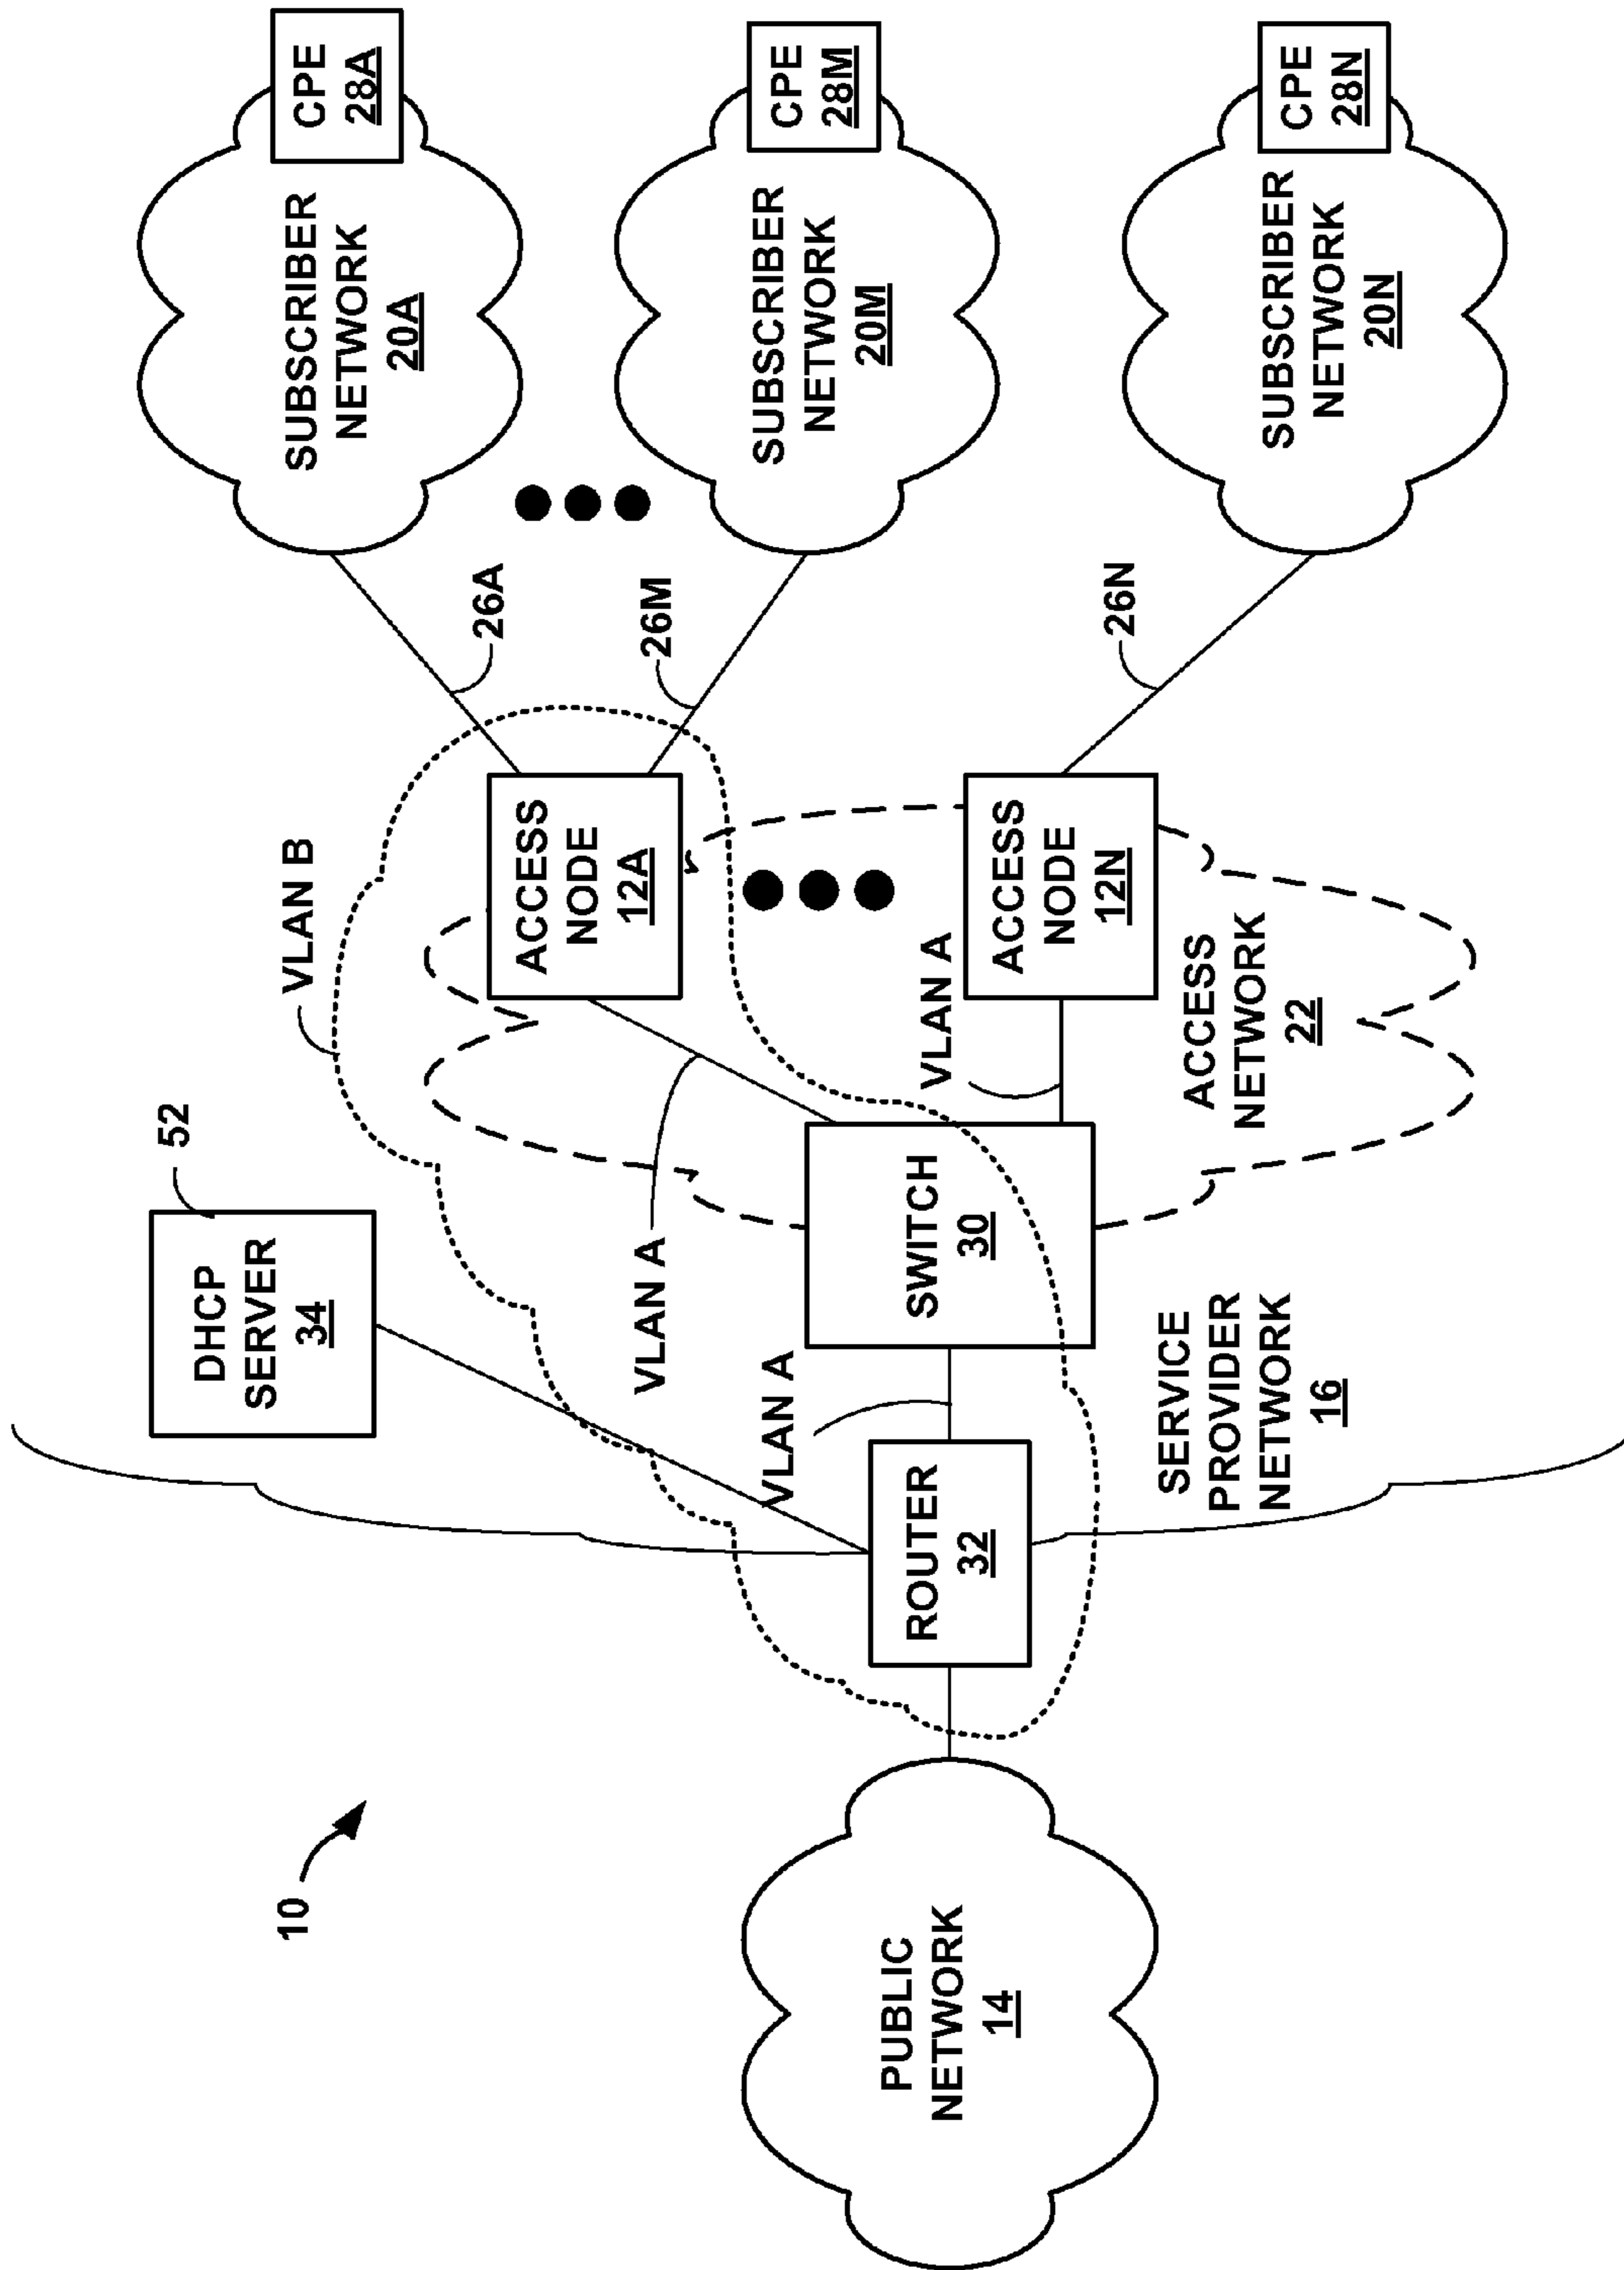 10
PUBLIC
NETWORK
14
ROUTER
32
DHCP
SERVER
34
52
VLAN B
VLAN A
VLAN A
VLAN A
SWITCH
30
SERVICE
PROVIDER
NETWORK
16
ACCESS
NODE
12A
ACCESS
NODE
12N
ACCESS
NETWORK
22
26A
26M
26N
SUBSCRIBER
NETWORK
20A
CPE
28A
SUBSCRIBER
NETWORK
20M
CPE
28M
SUBSCRIBER
NETWORK
20N
CPE
28N